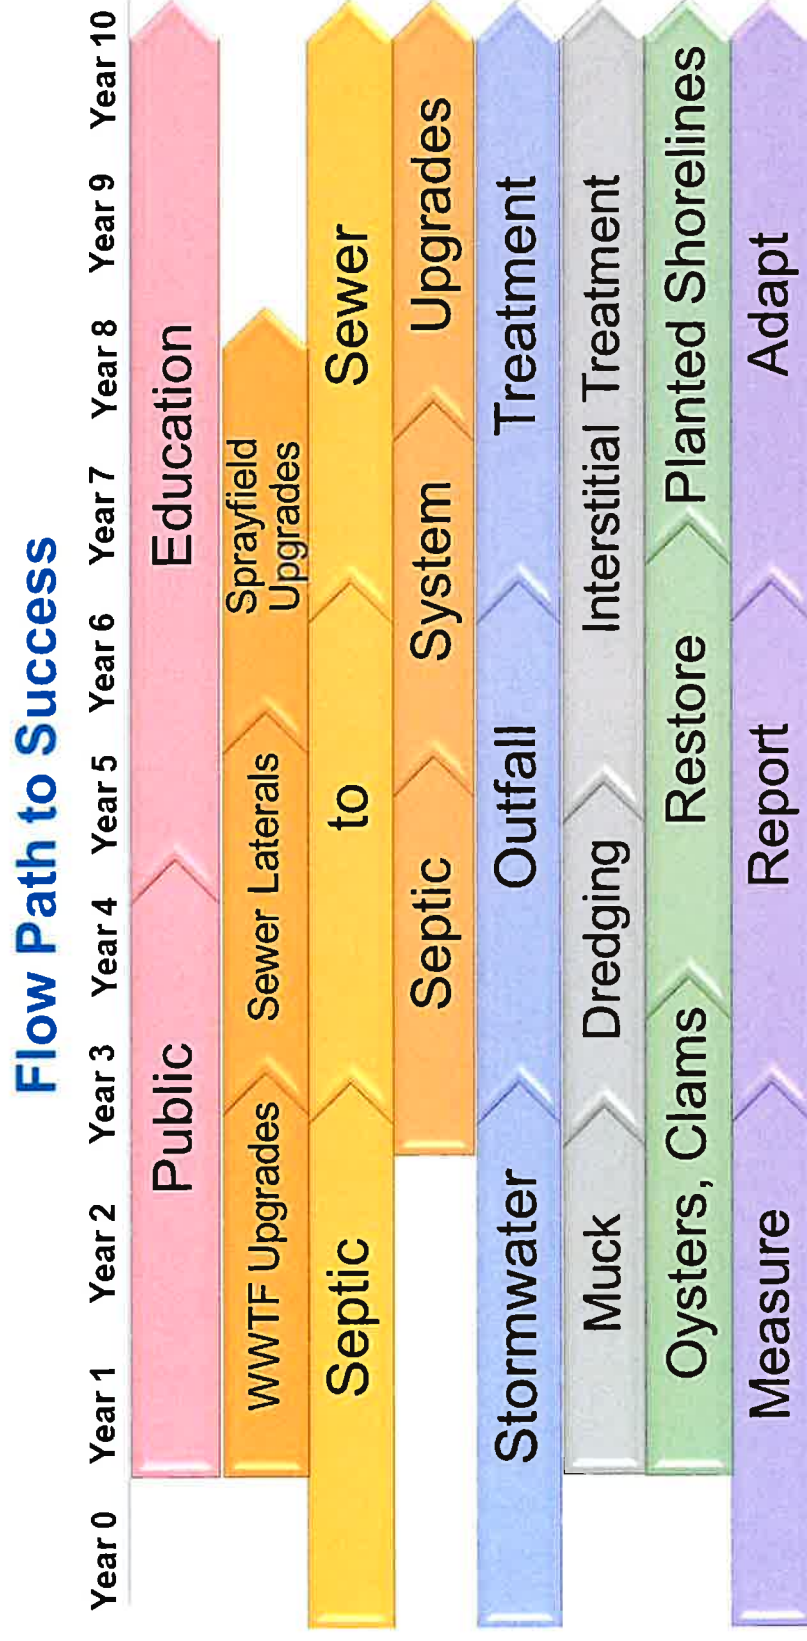 Flow Path to Success
Year 0 Year 1 Year 2 Year 3 Year 4 Year 5 Year 6 Year 7 Year 8 Year 9 Year 10
Public Education
WWTF Upgrades Sewer Laterals Sprayfield
Upgrades
Septic to Sewer
Septic System Upgrades
Stormwater Outfall Treatment
Muck Dredging Interstitial Treatment
Oysters, Clams Restore Planted Shorelines
Measure Report Adapt